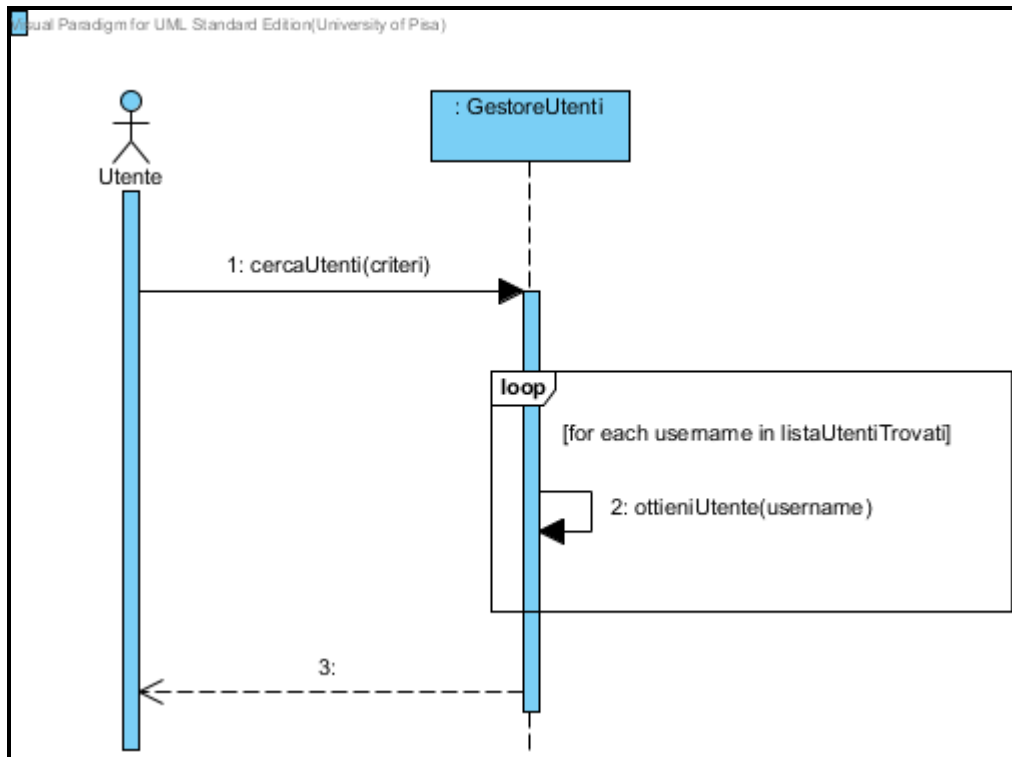 Visual Paradigm for UML Standard Edition(University of Pisa)
: GestoreUtenti
Utente
1: cercaUtenti(criteri)
loop
[for each username in listaUtentiTrovati]
2: ottieniUtente(username)
3: